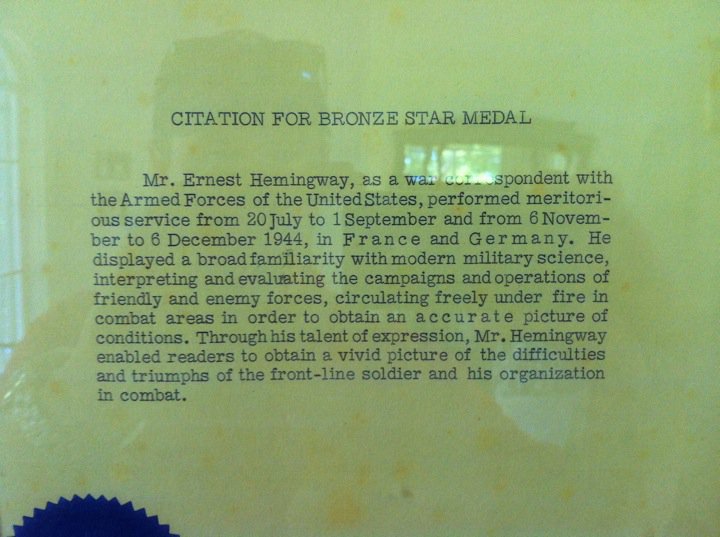 CITATION FOR BRONZE STAR MEDAL
Mr. Ernest Hemingway, as a war correspondent with
the Armed Forces of the United States, performed meritori-
ous service from 20 July to 1 September and from 6 Novem-
ber to 6 December 1944, in France and Germany. He
displayed a broad familiarity with modern military science,
interpreting and evaluating the campaigns and operations of
friendly and enemy forces, circulating freely under fire in
combat areas in order to obtain an accurate picture of
conditions. Through his talent of expression, Mr. Hemingway
enabled readers to obtain a vivid picture of the difficulties
and triumphs of the front-line soldier and his organization
in combat.